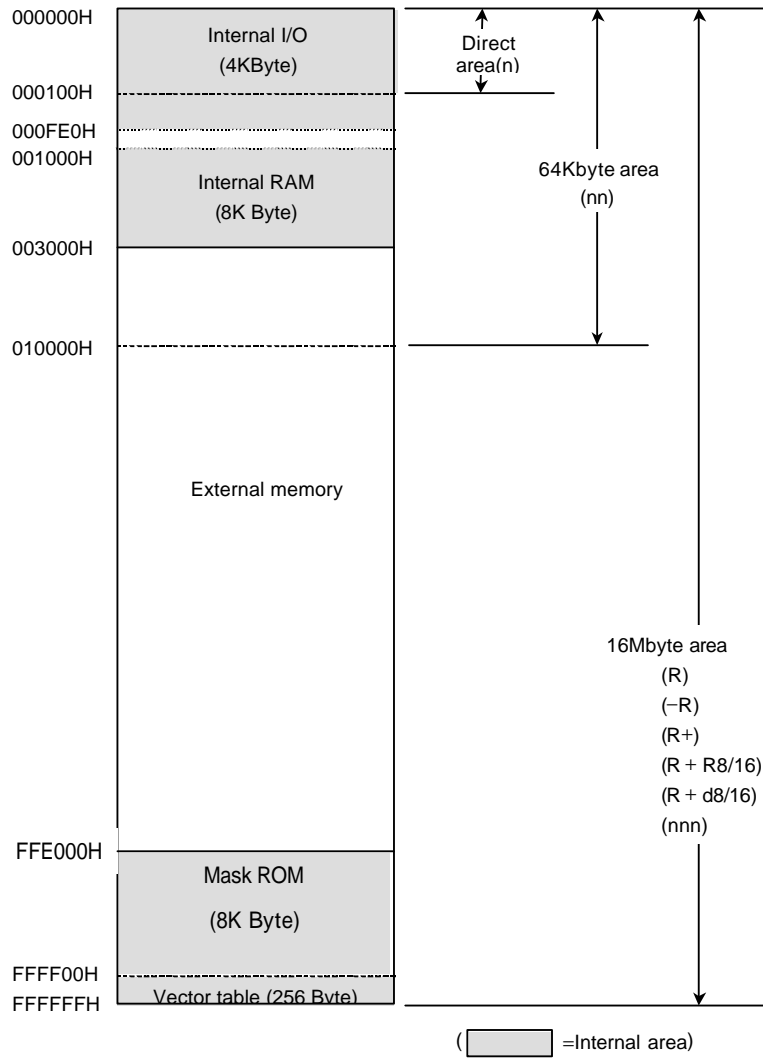 000000H
Internal I/O
(4KByte)
Direct
area(n)
000100H
000FE0H
001000H
Internal RAM
(8K Byte)
64Kbyte area
(nn)
003000H
010000H
External memory
16Mbyte area
(R)
(−R)
(R+)
(R + R8/16)
(R + d8/16)
(nnn)
FFE000H
Mask ROM
(8K Byte)
FFFF00H
Vector table (256 Byte)
FFFFFFH
( =Internal area)